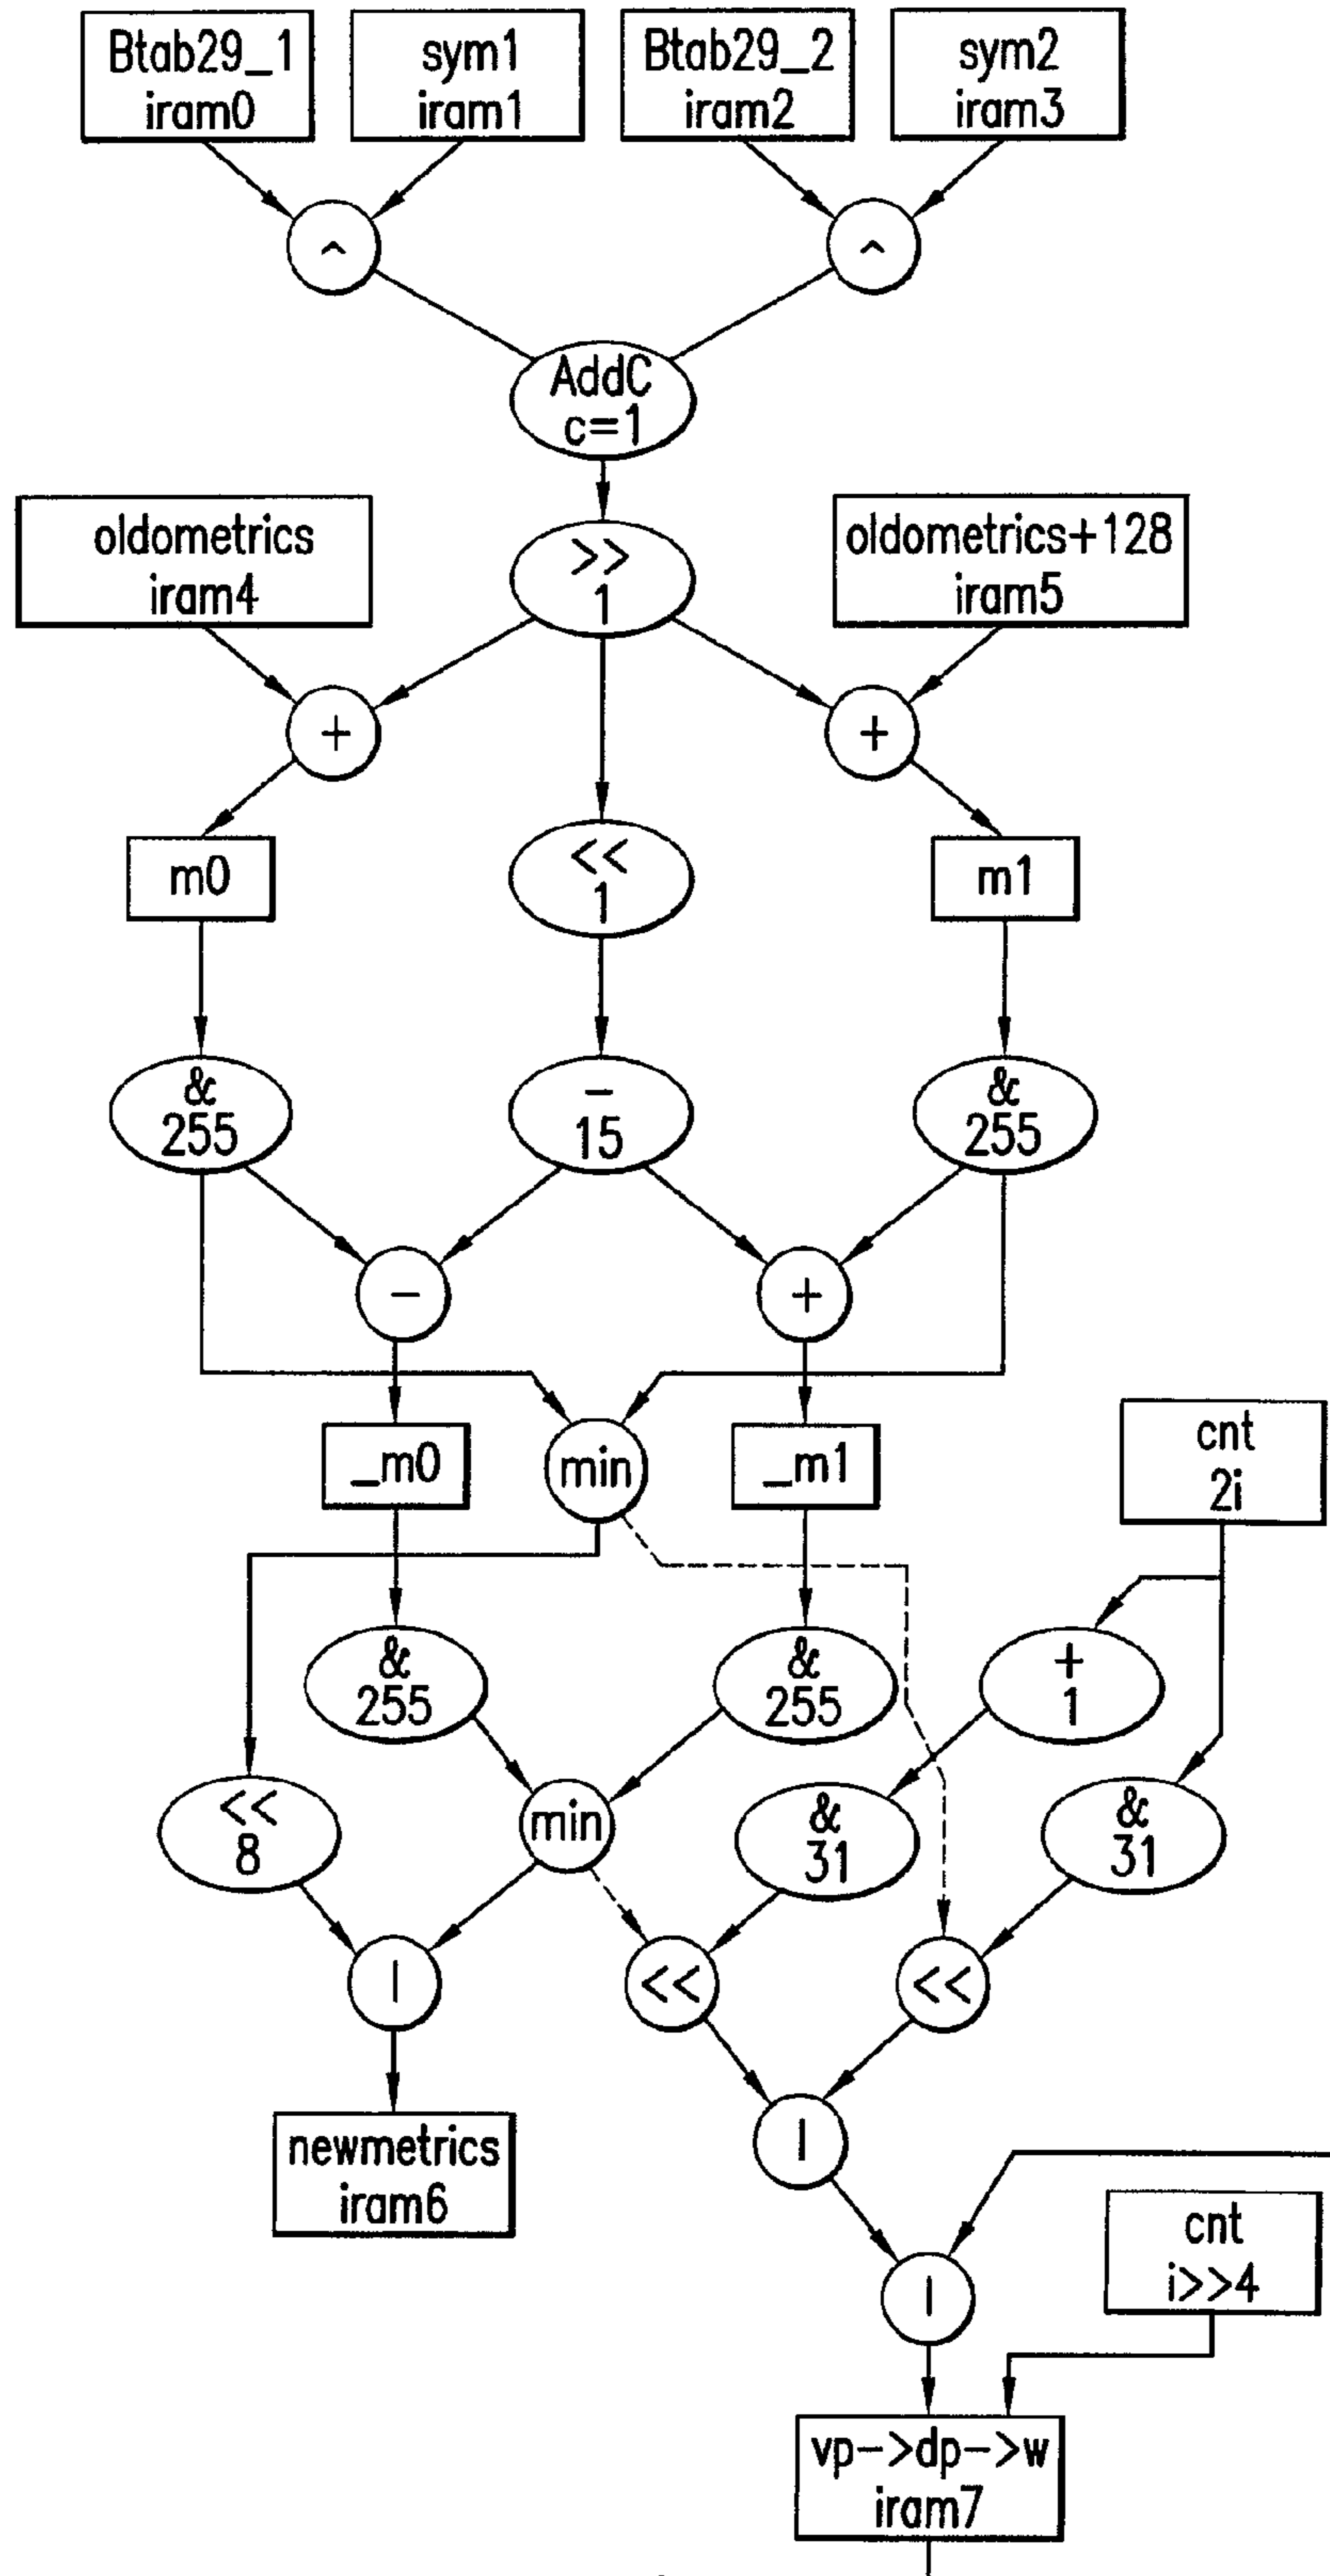 Btab29_1
iram0
sym1
iram1
Btab29_2
iram2
sym2
iram3
^
^
AddC
c=1
oldometrics
iram4
>>
1
oldometrics+128
iram5
+
+
m0
<<
1
m1
&
255
-
15
&
255
-
+
_m0
min
_m1
cnt
2i
&
255
&
255
+
1
<<
8
min
&
31
&
31
|
<<
<<
newmetrics
iram6
|
cnt
i>>4
|
vp->dp->w
iram7